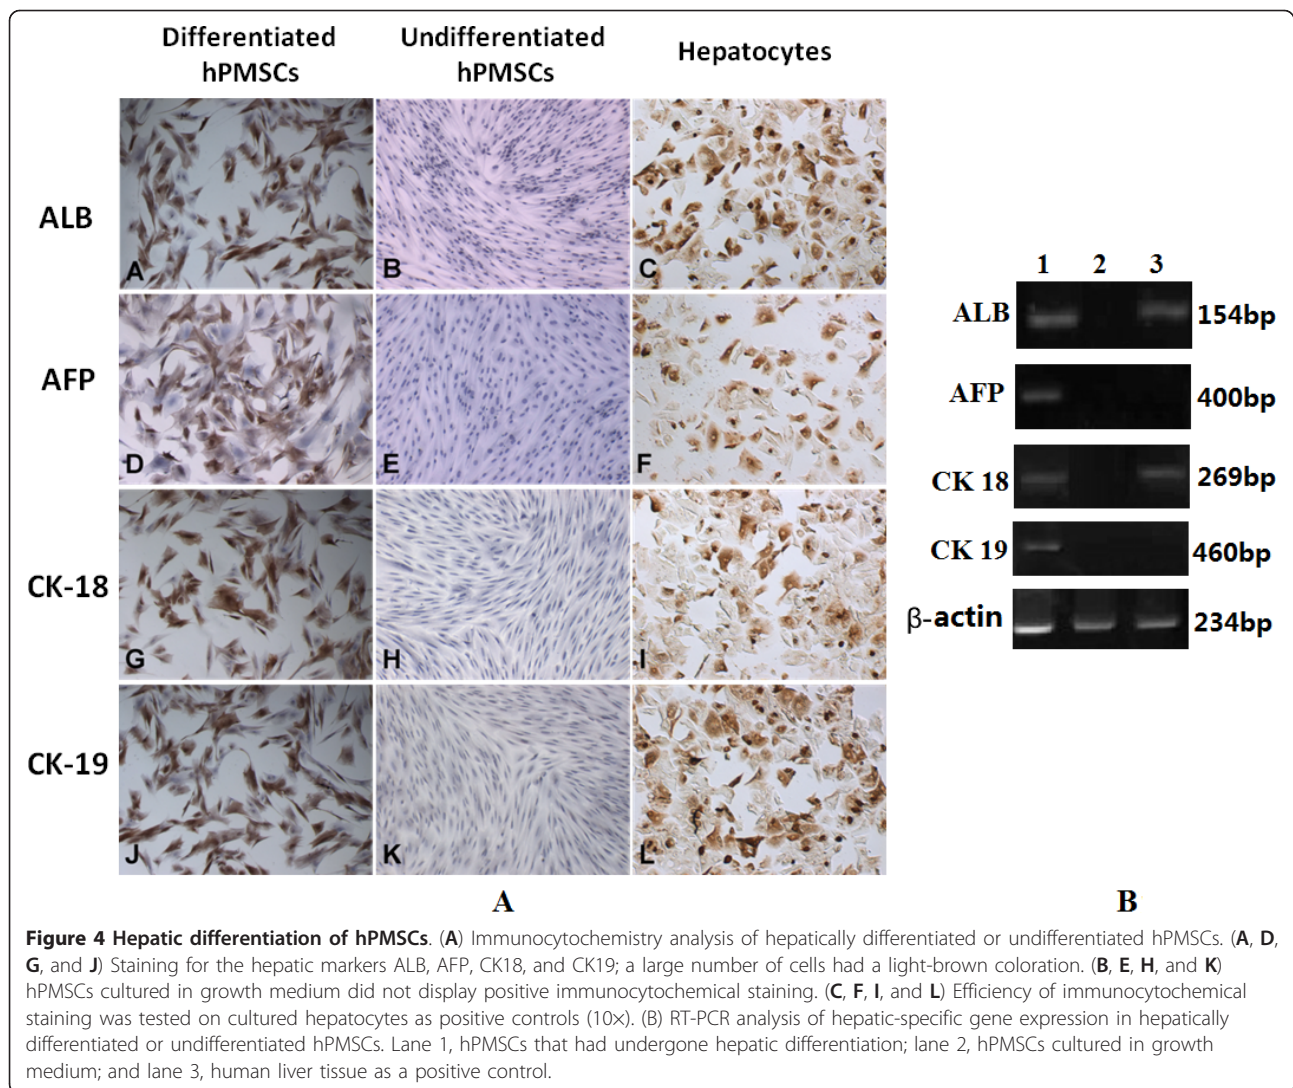 Differentiated hPMSCs
Undifferentiated hPMSCs
Hepatocytes
ALB
A
B
C
AFP
D
E
F
CK-18
G
H
I
CK-19
J
K
L
A
1 2 3
ALB 154bp
AFP 400bp
CK 18 269bp
CK 19 460bp
β-actin 234bp
B
Figure 4 Hepatic differentiation of hPMSCs. (A) Immunocytochemistry analysis of hepatically differentiated or undifferentiated hPMSCs. (A, D,
G, and J) Staining for the hepatic markers ALB, AFP, CK18, and CK19; a large number of cells had a light-brown coloration. (B, E, H, and K)
hPMSCs cultured in growth medium did not display positive immunocytochemical staining. (C, F, I, and L) Efficiency of immunocytochemical
staining was tested on cultured hepatocytes as positive controls (10×). (B) RT-PCR analysis of hepatic-specific gene expression in hepatically
differentiated or undifferentiated hPMSCs. Lane 1, hPMSCs that had undergone hepatic differentiation; lane 2, hPMSCs cultured in growth
medium; and lane 3, human liver tissue as a positive control.